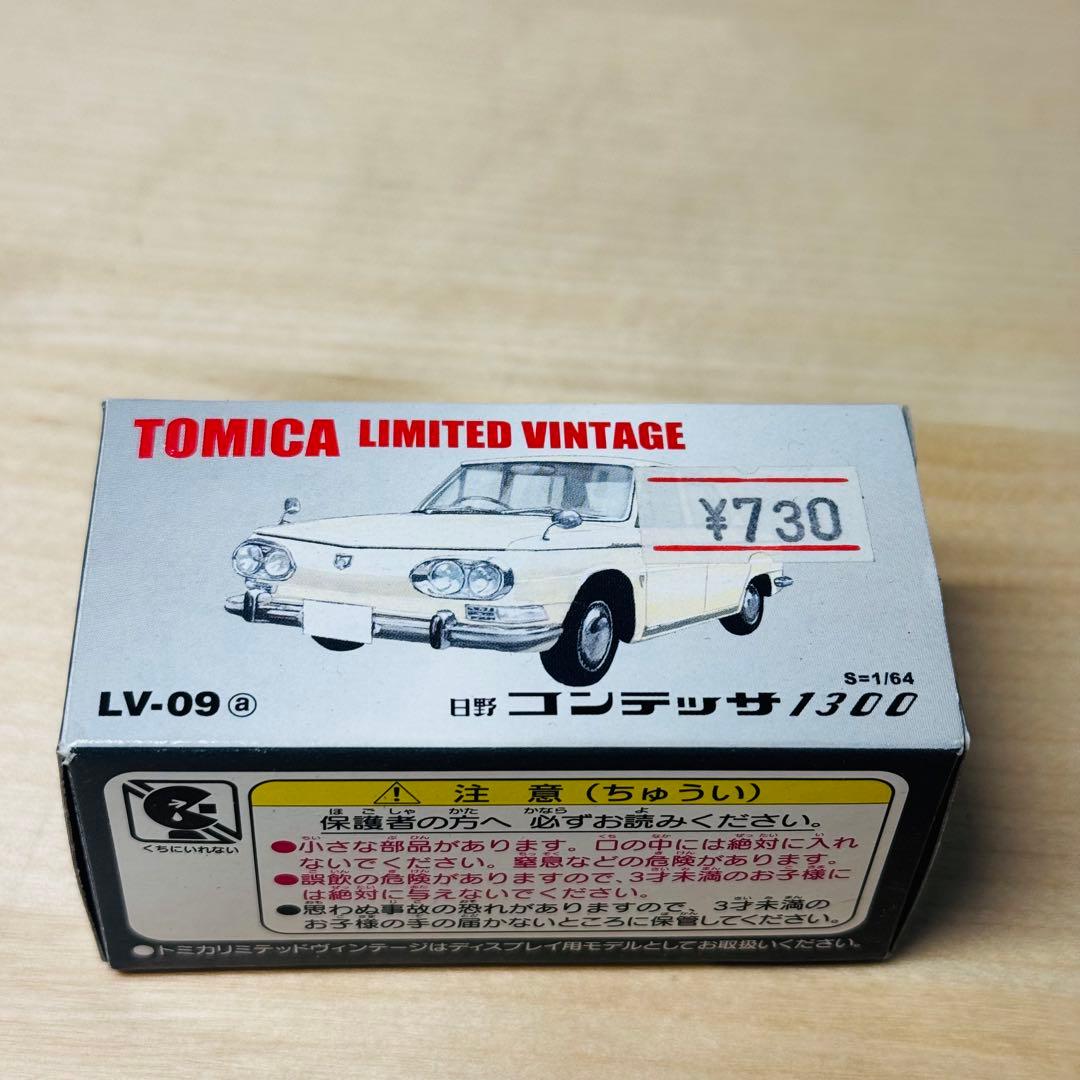 TOMICA LIMITED VINTAGE
¥730
S=1/64
LV-09 ⓐ
日野 コンテッサ 1300
くちにいれない
⚠ 注 意 (ちゅうい)
保護者の方へ 必ずお読みください。
●小さな部品があります。口の中には絶対に入れ
ないでください。窒息などの危険があります。
●誤飲の危険がありますので、3才未満のお子様に
は絶対に与えないでください。
●思わぬ事故の恐れがありますので、3才未満の
お子様の手の届かないところに保管してください。
●トミカリミテッドヴィンテージはディスプレイ用モデルとしてお取扱いください。